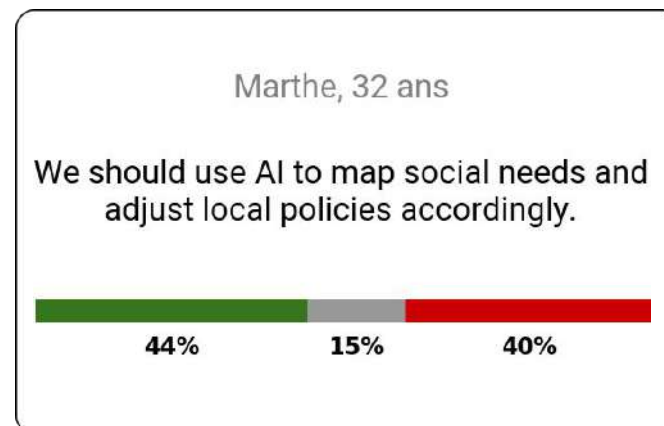 Marthe, 32 ans
We should use AI to map social needs and
adjust local policies accordingly.
44% 15% 40%